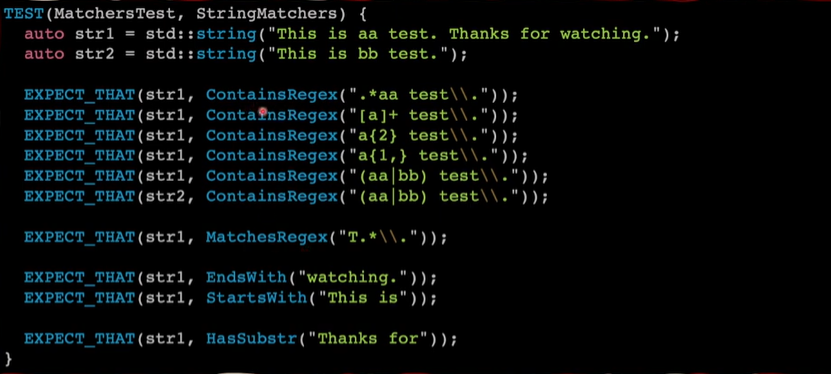 TEST(MatchersTest, StringMatchers) {
  auto str1 = std::string("This is aa test. Thanks for watching.");
  auto str2 = std::string("This is bb test.");

  EXPECT_THAT(str1, ContainsRegex(".*aa test\\."));
  EXPECT_THAT(str1, ContainsRegex("[a]+ test\\."));
  EXPECT_THAT(str1, ContainsRegex("a{2} test\\."));
  EXPECT_THAT(str1, ContainsRegex("a{1,} test\\."));
  EXPECT_THAT(str1, ContainsRegex("(aa|bb) test\\."));
  EXPECT_THAT(str2, ContainsRegex("(aa|bb) test\\."));

  EXPECT_THAT(str1, MatchesRegex("T.*\\."));

  EXPECT_THAT(str1, EndsWith("watching."));
  EXPECT_THAT(str1, StartsWith("This is"));

  EXPECT_THAT(str1, HasSubstr("Thanks for"));
}